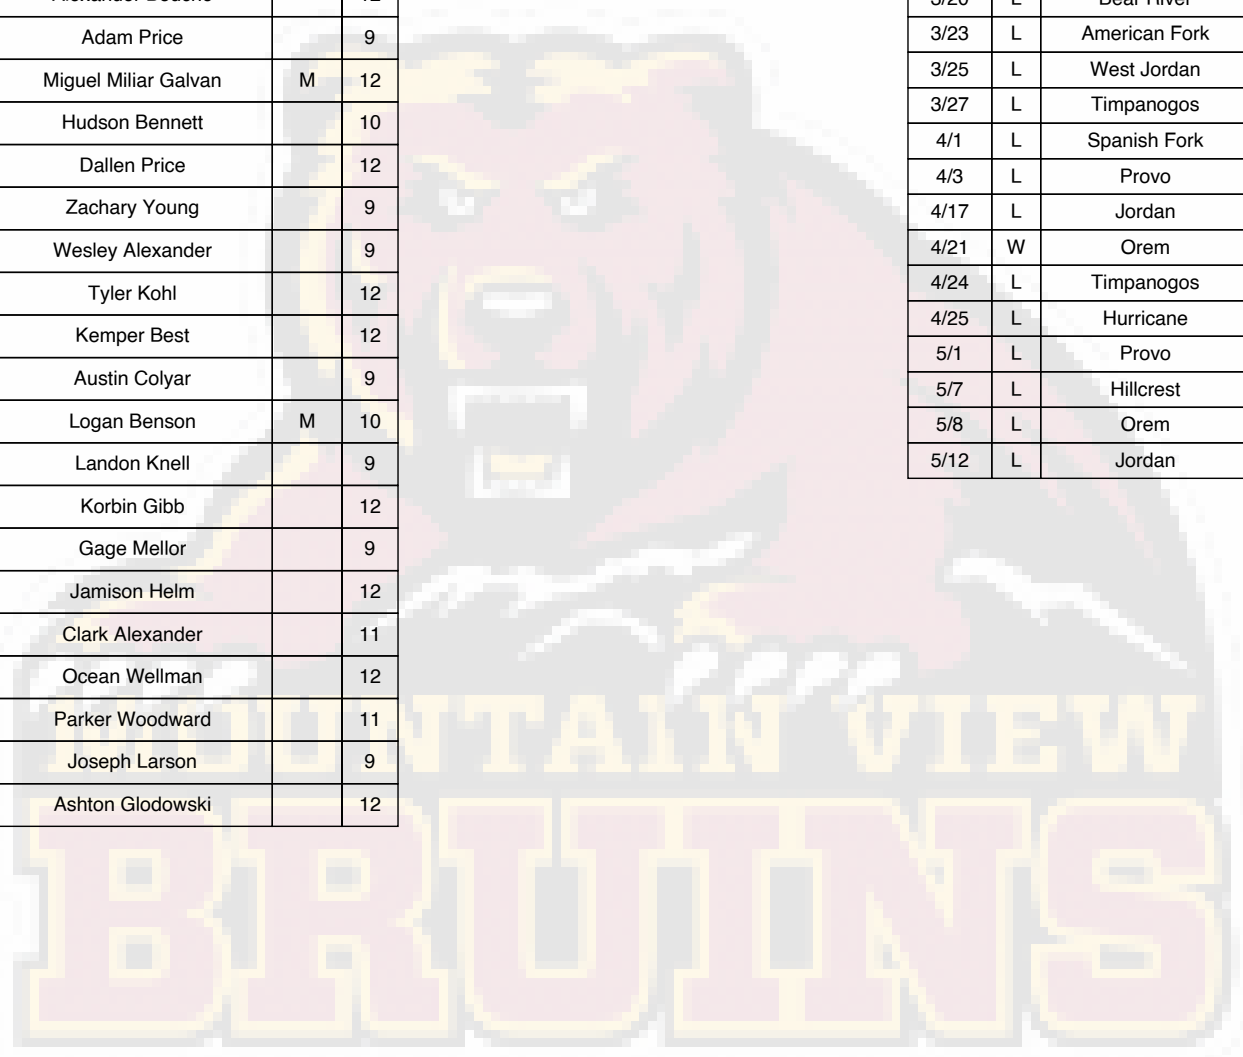 Adam Price 9
Miguel Miliar Galvan M 12
Hudson Bennett 10
Dallen Price 12
Zachary Young 9
Wesley Alexander 9
Tyler Kohl 12
Kemper Best 12
Austin Colyar 9
Logan Benson M 10
Landon Knell 9
Korbin Gibb 12
Gage Mellor 9
Jamison Helm 12
Clark Alexander 11
Ocean Wellman 12
Parker Woodward 11
Joseph Larson 9
Ashton Glodowski 12
3/20 L Bear River
3/23 L American Fork
3/25 L West Jordan
3/27 L Timpanogos
4/1 L Spanish Fork
4/3 L Provo
4/17 L Jordan
4/21 W Orem
4/24 L Timpanogos
4/25 L Hurricane
5/1 L Provo
5/7 L Hillcrest
5/8 L Orem
5/12 L Jordan
MOUNTAIN VIEW
BRUINS